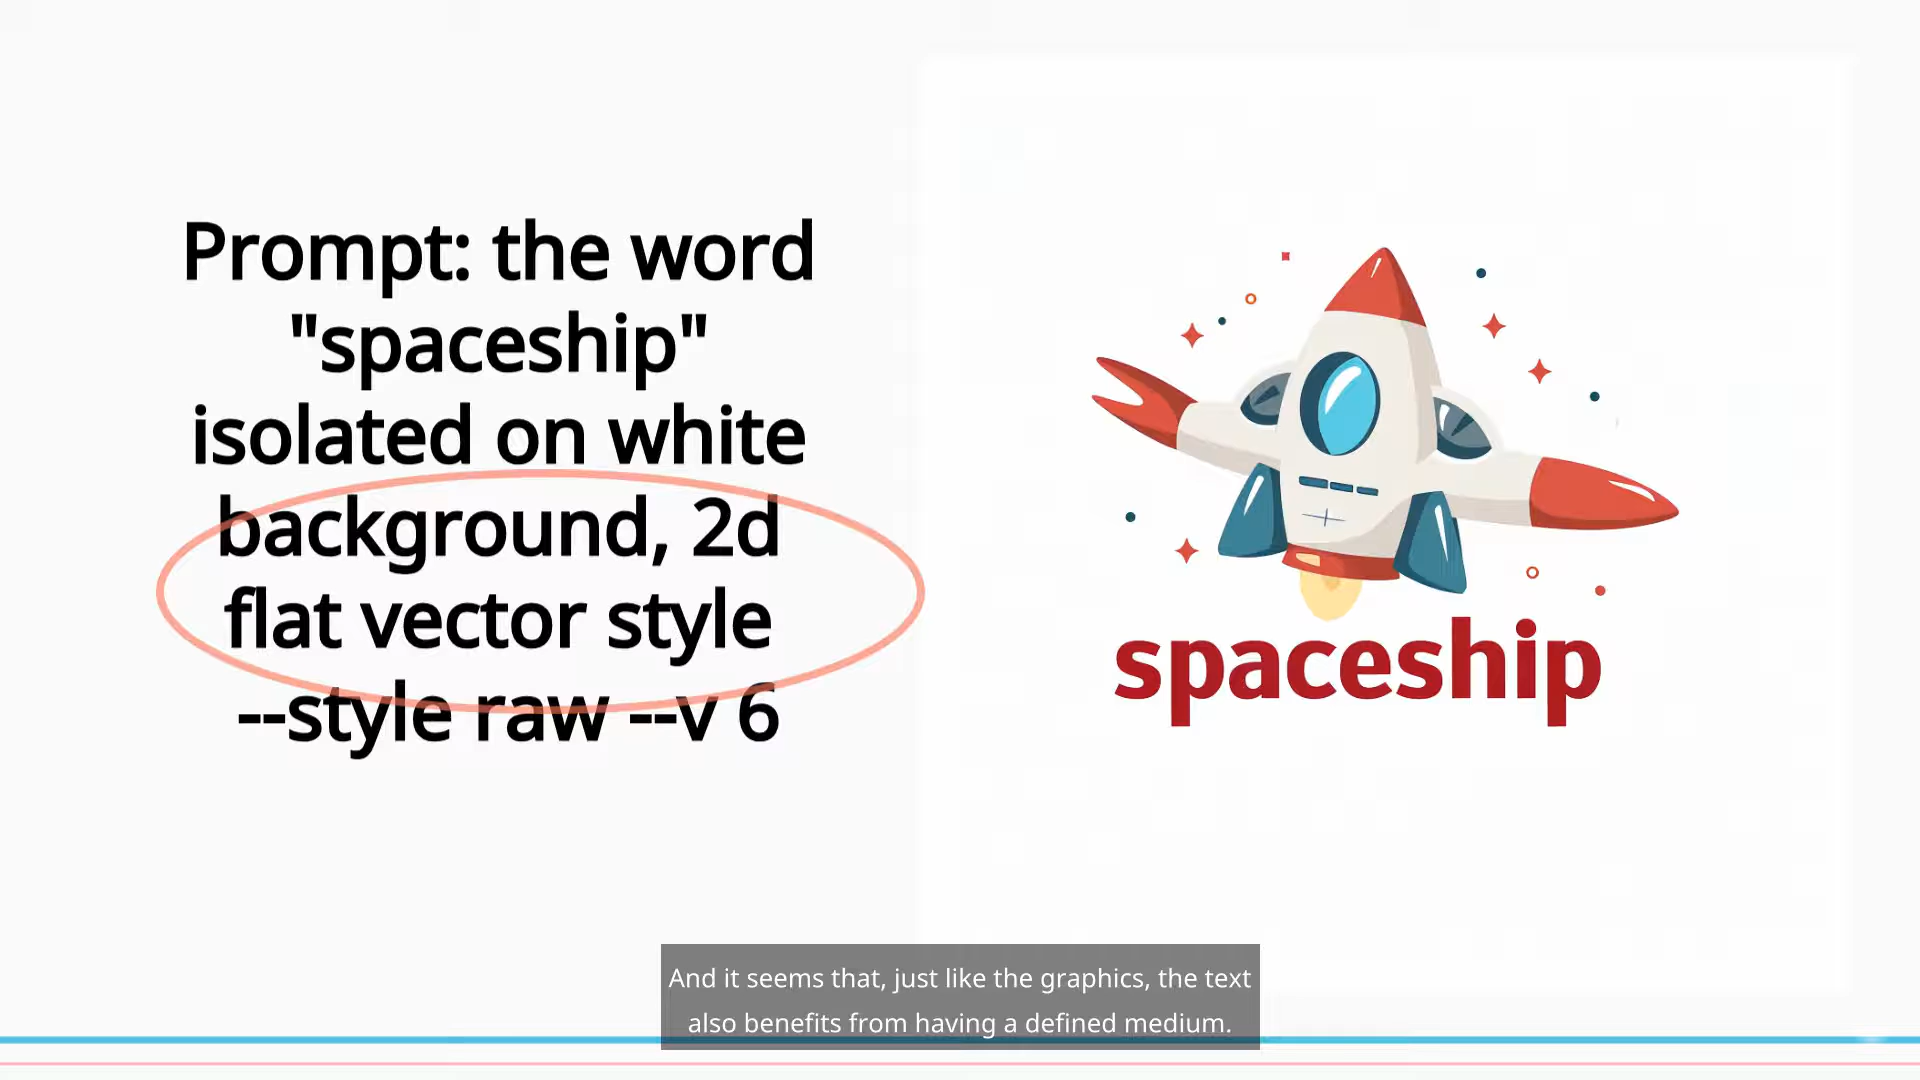 Prompt: the word
"spaceship"
isolated on white
background, 2d
flat vector style
--style raw --v 6
spaceship
And it seems that, just like the graphics, the text
also benefits from having a defined medium.